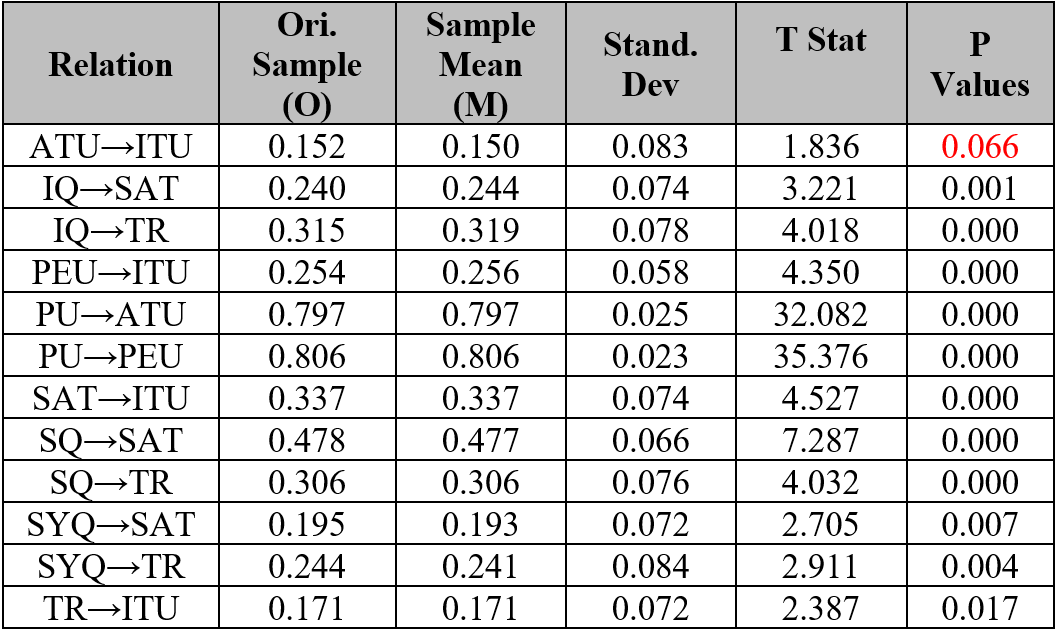 Relation Ori. Sample (O) Sample Mean (M) Stand. Dev T Stat P Values
ATU→ITU 0.152 0.150 0.083 1.836 0.066
IQ→SAT 0.240 0.244 0.074 3.221 0.001
IQ→TR 0.315 0.319 0.078 4.018 0.000
PEU→ITU 0.254 0.256 0.058 4.350 0.000
PU→ATU 0.797 0.797 0.025 32.082 0.000
PU→PEU 0.806 0.806 0.023 35.376 0.000
SAT→ITU 0.337 0.337 0.074 4.527 0.000
SQ→SAT 0.478 0.477 0.066 7.287 0.000
SQ→TR 0.306 0.306 0.076 4.032 0.000
SYQ→SAT 0.195 0.193 0.072 2.705 0.007
SYQ→TR 0.244 0.241 0.084 2.911 0.004
TR→ITU 0.171 0.171 0.072 2.387 0.017